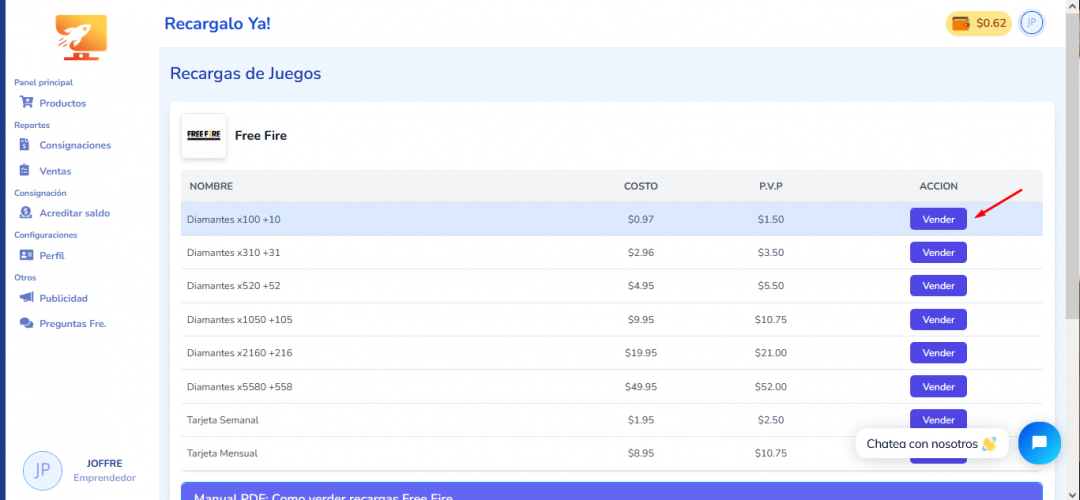 Recargalo Ya!
$0.62
JP
Panel principal
Productos
Reportes
Consignaciones
Ventas
Consignación
Acreditar saldo
Configuraciones
Perfil
Otros
Publicidad
Preguntas Fre.
JP
JOFFRE
Emprendedor
Recargas de Juegos
FREE FIRE
Free Fire
NOMBRE COSTO P.V.P ACCION
Diamantes x100 +10 $0.97 $1.50 Vender
Diamantes x310 +31 $2.96 $3.50 Vender
Diamantes x520 +52 $4.95 $5.50 Vender
Diamantes x1050 +105 $9.95 $10.75 Vender
Diamantes x2160 +216 $19.95 $21.00 Vender
Diamantes x5580 +558 $49.95 $52.00 Vender
Tarjeta Semanal $1.95 $2.50 Vender
Tarjeta Mensual $8.95 $10.75
Chatea con nosotros 👋
Manual PDF: Como verder recargas Free Fire